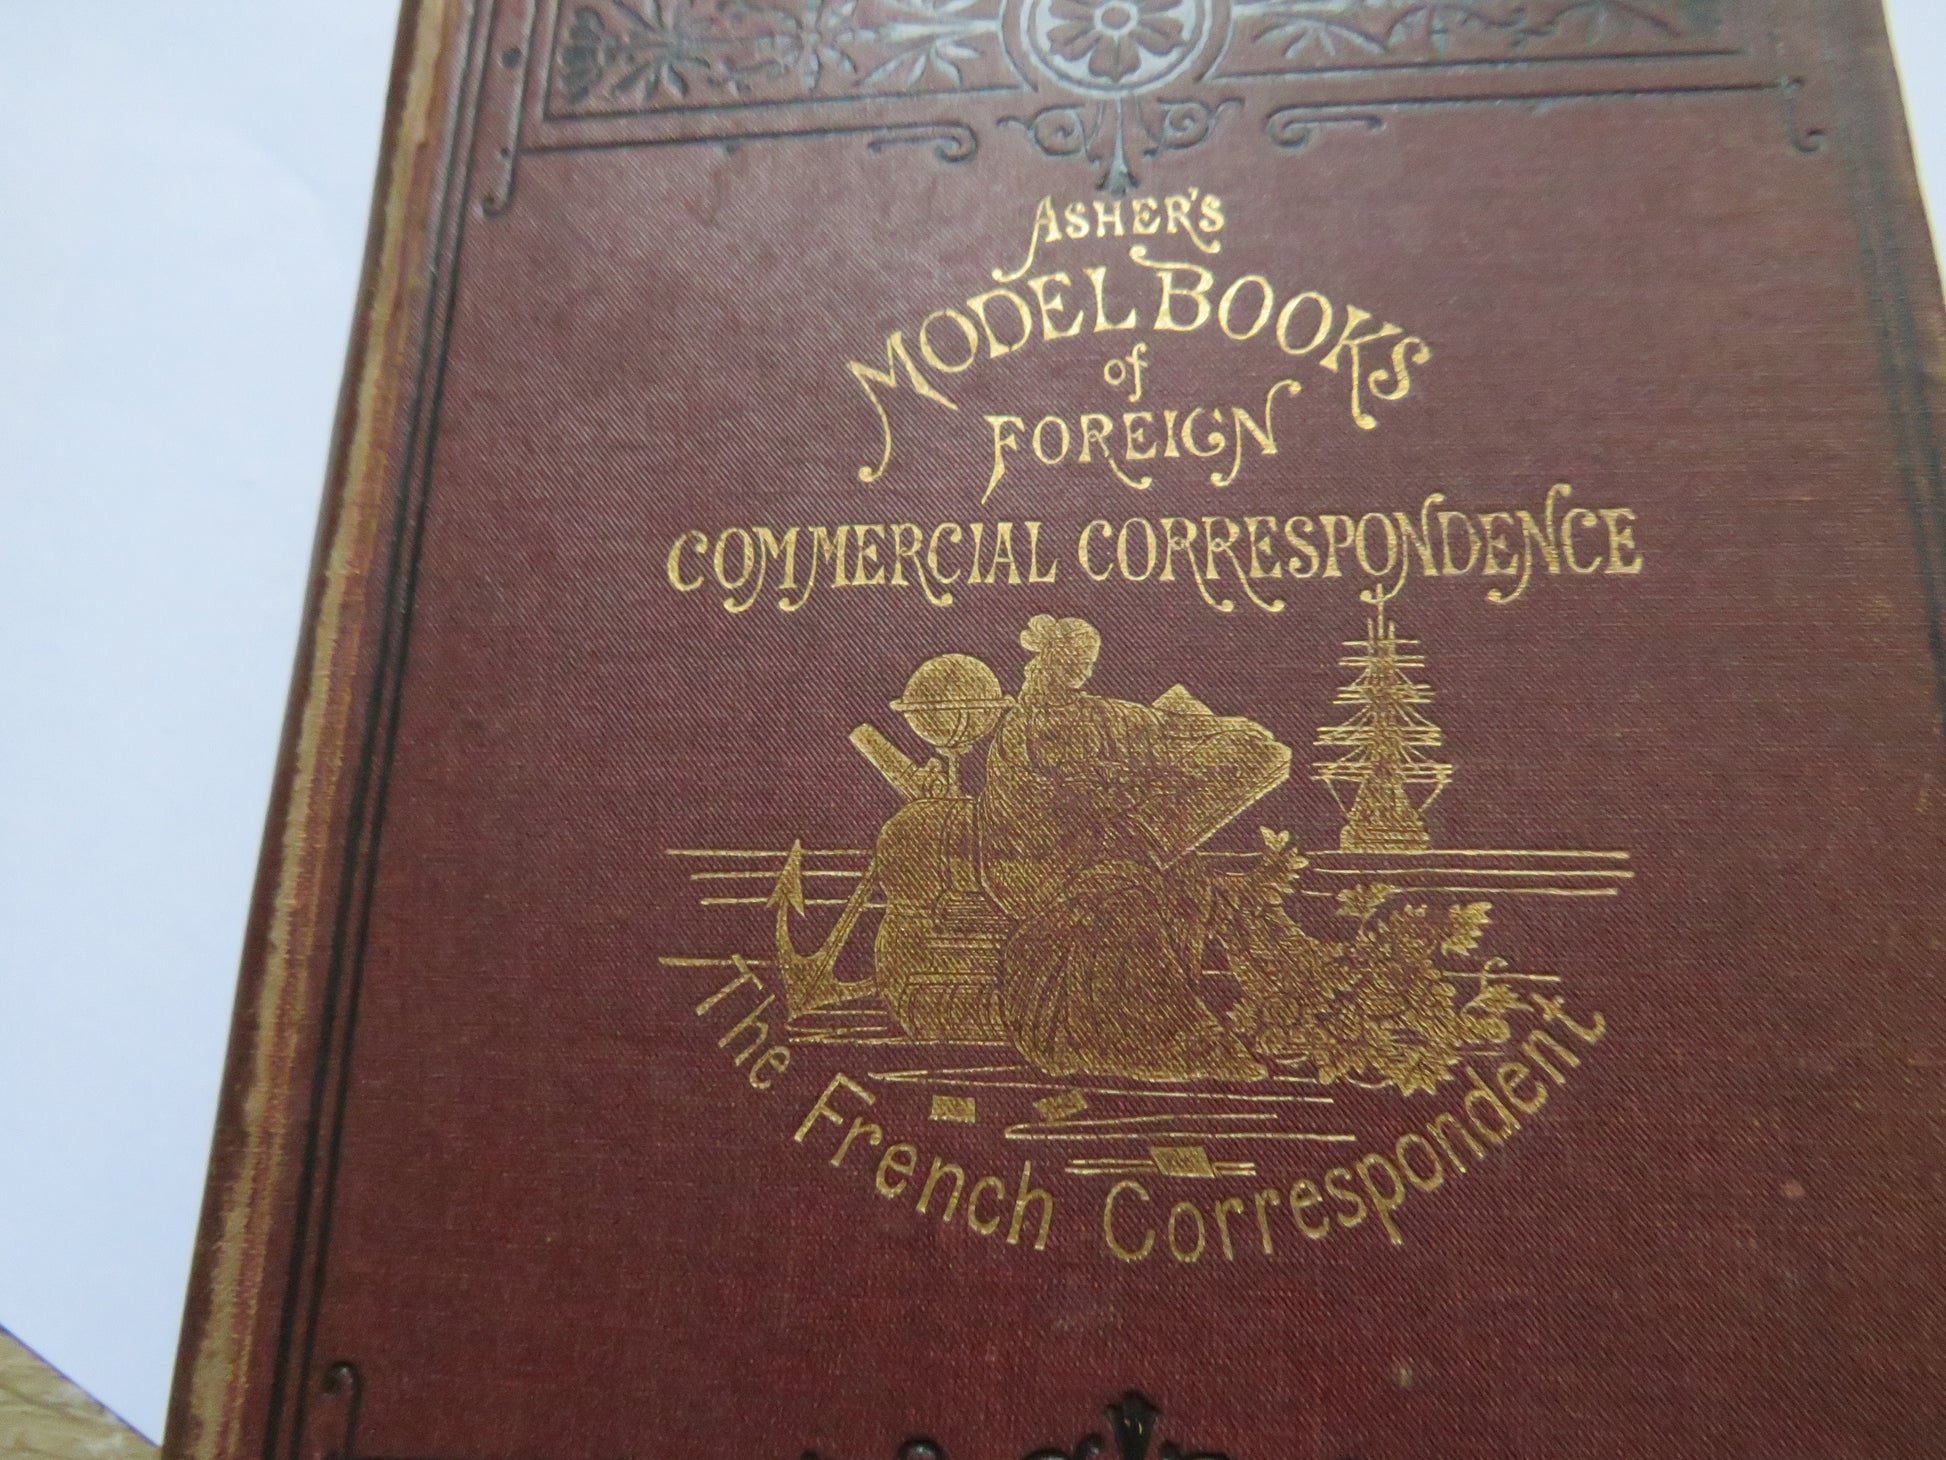 ASHER'S
MODEL BOOKS
of
FOREIGN
COMMERCIAL CORRESPONDENCE
The French Correspondent